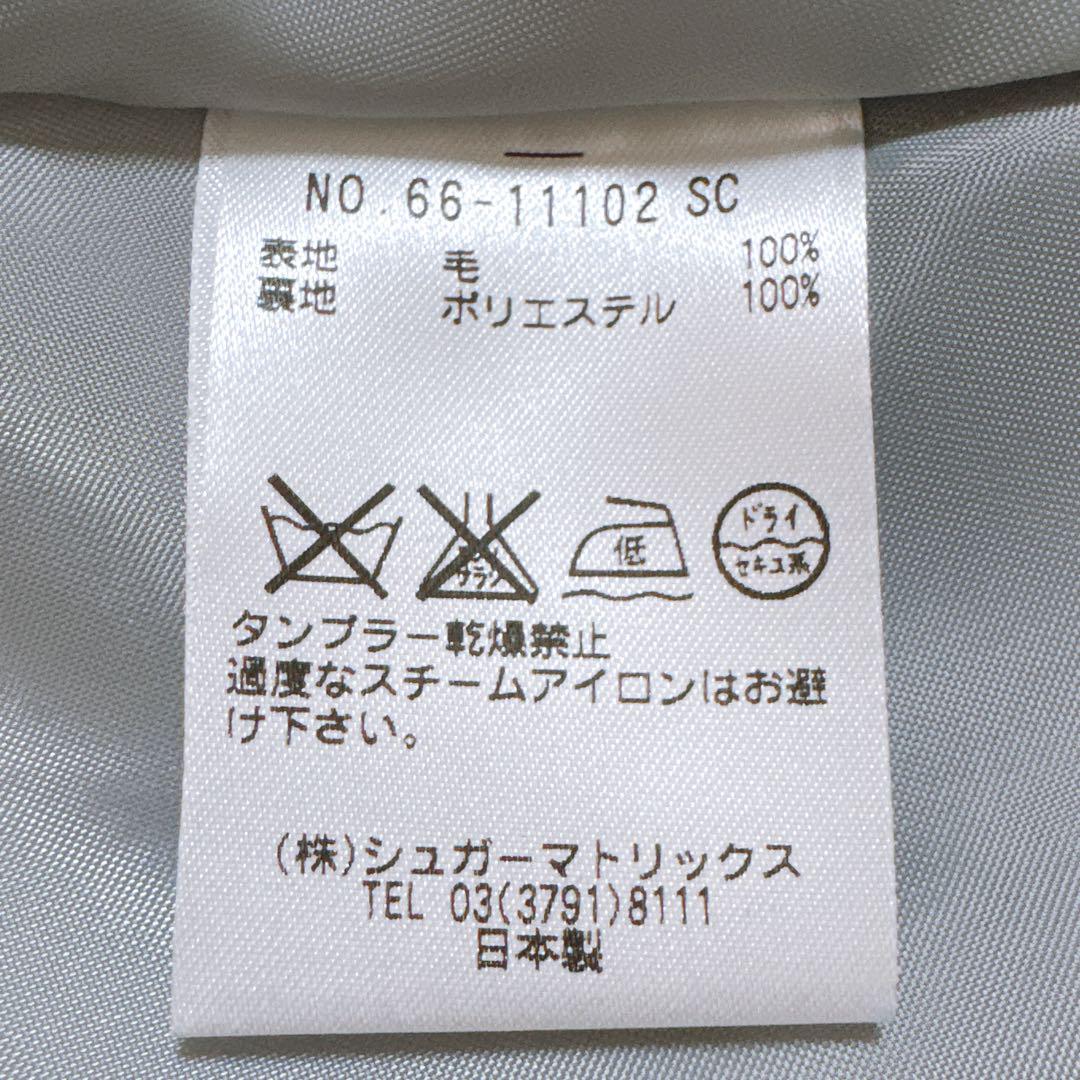 NO.66-11102 SC
表地 毛 100%
裏地 ポリエステル 100%
低
ドライ
セキユ系
タンブラー乾燥禁止
過度なスチームアイロンはお避
け下さい。
(株)シュガーマトリックス
TEL 03(3791)8111
日本製